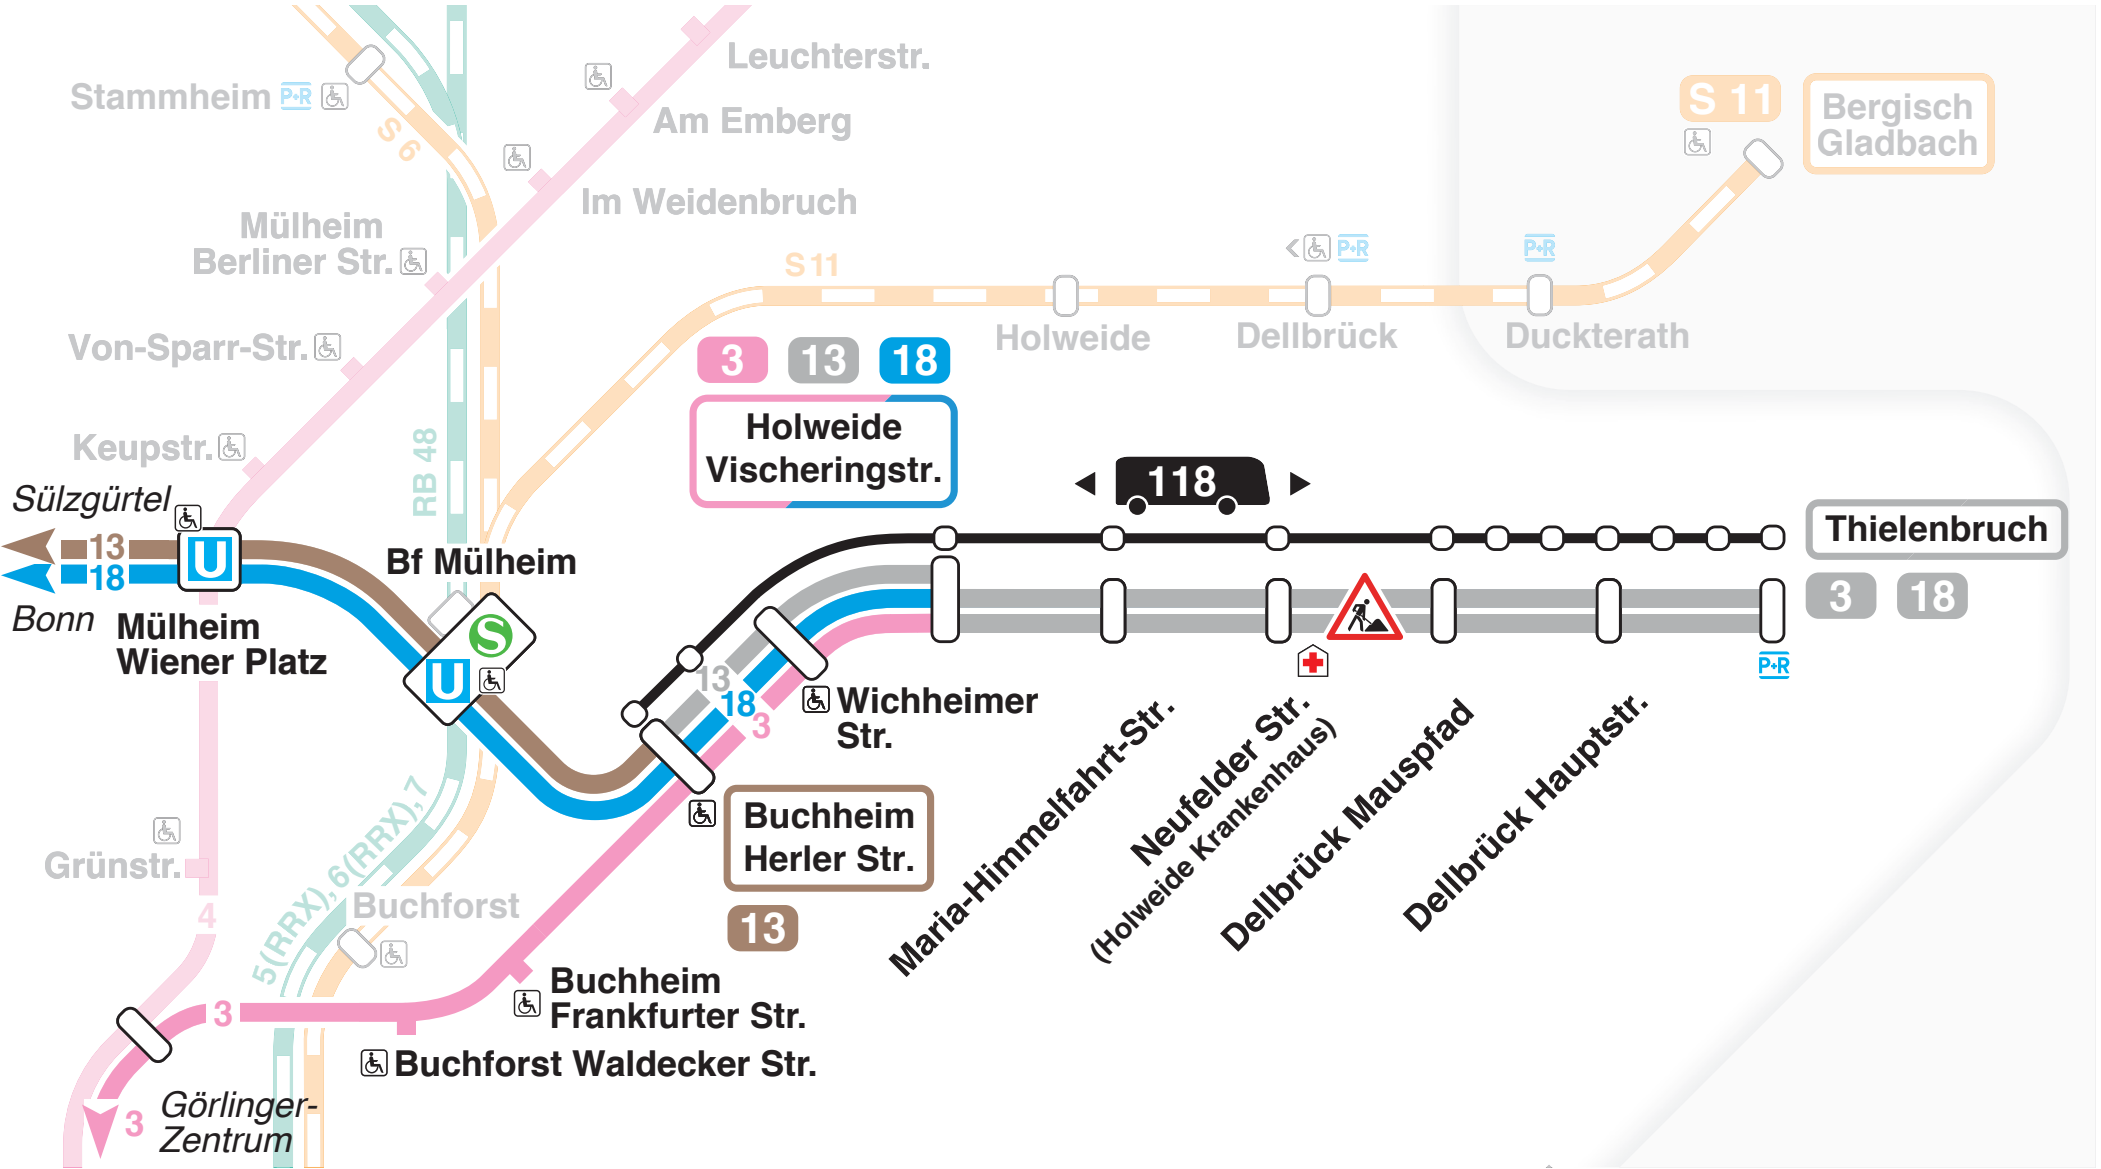 Leuchterstr.
Stammheim P+R
S 6
Am Emberg
S 11
Bergisch
Gladbach
Im Weidenbruch
Mülheim
Berliner Str.
S 11
P+R
P+R
Von-Sparr-Str.
Holweide
Dellbrück
Duckterath
3 13 18
Holweide
Vischeringstr.
Keupstr.
RB 48
118
Sülzgürtel
13
18
U
Bonn
Mülheim
Wiener Platz
Bf Mülheim
S
U
Thielenbruch
3 18
P+R
13
18
3
Wichheimer
Str.
Maria-Himmelfahrt-Str.
Neufelder Str.
(Holweide Krankenhaus)
Dellbrück Mauspfad
Dellbrück Hauptstr.
Buchheim
Herler Str.
13
5(RRX),6(RRX),7
Grünstr.
4
Buchforst
Buchheim
Frankfurter Str.
3
Buchforst Waldecker Str.
3
Görlinger-
Zentrum